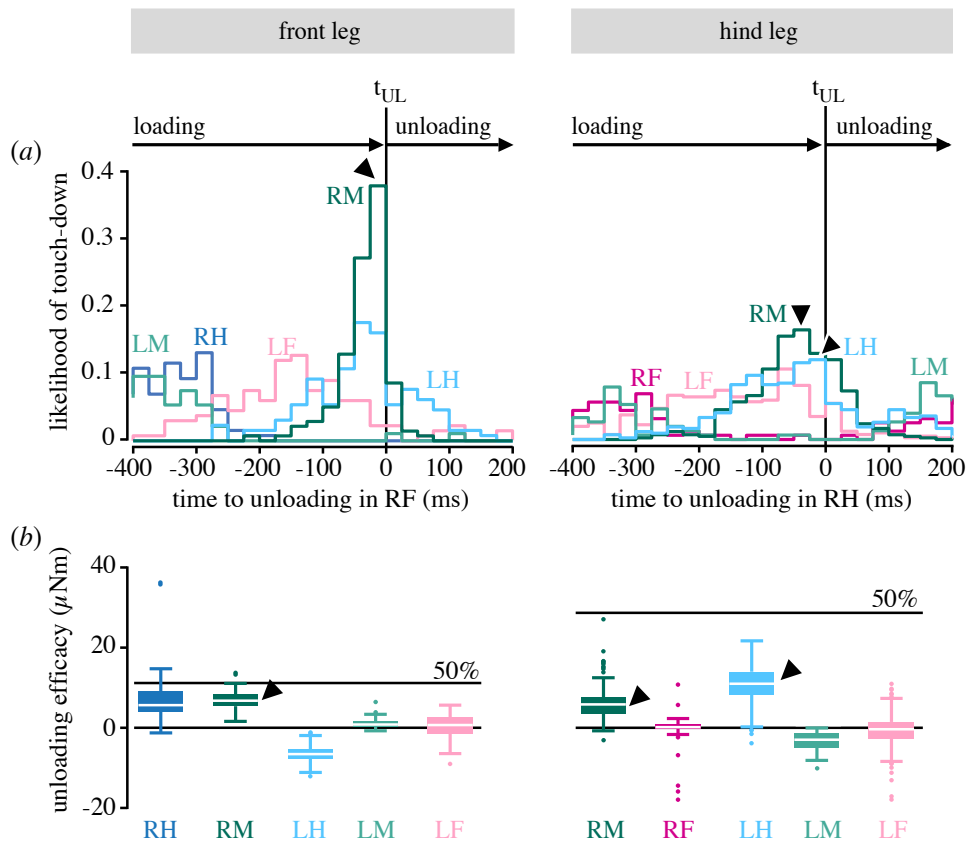 front leg
hind leg
t_UL
t_UL
loading
unloading
loading
unloading
(a)
likelihood of touch-down
0.4
0.3
0.2
0.1
0
RM
LM
RH
LF
LH
RM
LH
RF
LF
LM
-400
-300
-200
-100
0
100
200
-400
-300
-200
-100
0
100
200
time to unloading in RF (ms)
time to unloading in RH (ms)
(b)
unloading efficacy (µNm)
40
20
0
-20
50%
50%
RH
RM
LH
LM
LF
RM
RF
LH
LM
LF